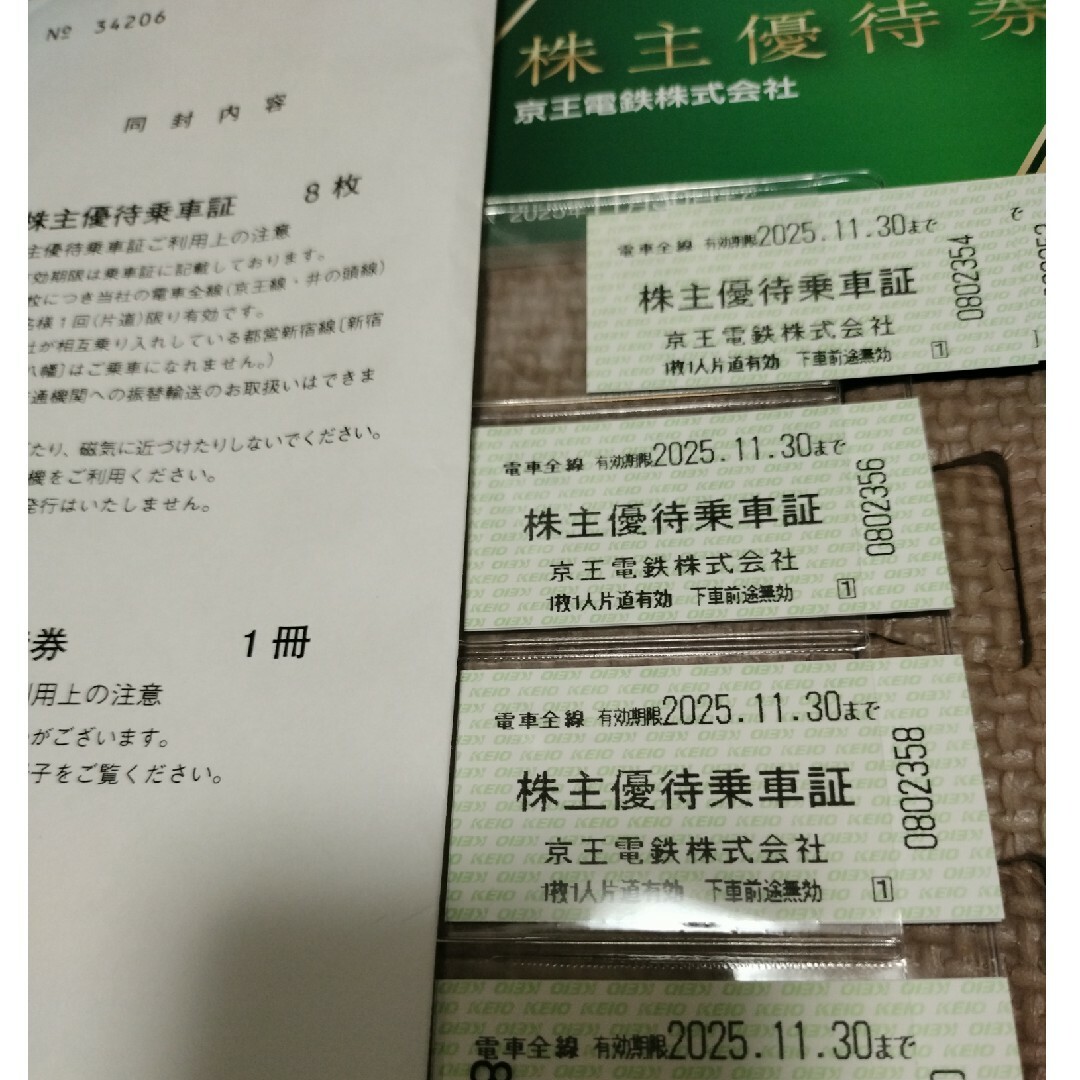 № 34206
同封内容
株主優待乗車証 8枚
主優待乗車証ご利用上の注意
効期限は乗車証に記載しております。
枚につき当社の電車全線(京王線・井の頭線)
名様1回(片道)限り有効です。
社が相互乗り入れしている都営新宿線〔新宿
八幡〕はご乗車になれません。)
通機関への振替輸送のお取扱いはできま
たり、磁気に近づけたりしないでください。
機をご利用ください。
発行はいたしません。
券 1冊
用上の注意
がございます。
子をご覧ください。
株主優待券
京王電鉄株式会社
電車全線 有効期限2025.11.30まで
株主優待乗車証
京王電鉄株式会社
1枚1人片道有効 下車前途無効 1
0802354
で
電車全線 有効期限2025.11.30まで
株主優待乗車証
京王電鉄株式会社
1枚1人片道有効 下車前途無効 1
0802356
電車全線 有効期限2025.11.30まで
株主優待乗車証
京王電鉄株式会社
1枚1人片道有効 下車前途無効 1
0802358
電車全線 有効期限2025.11.30まで